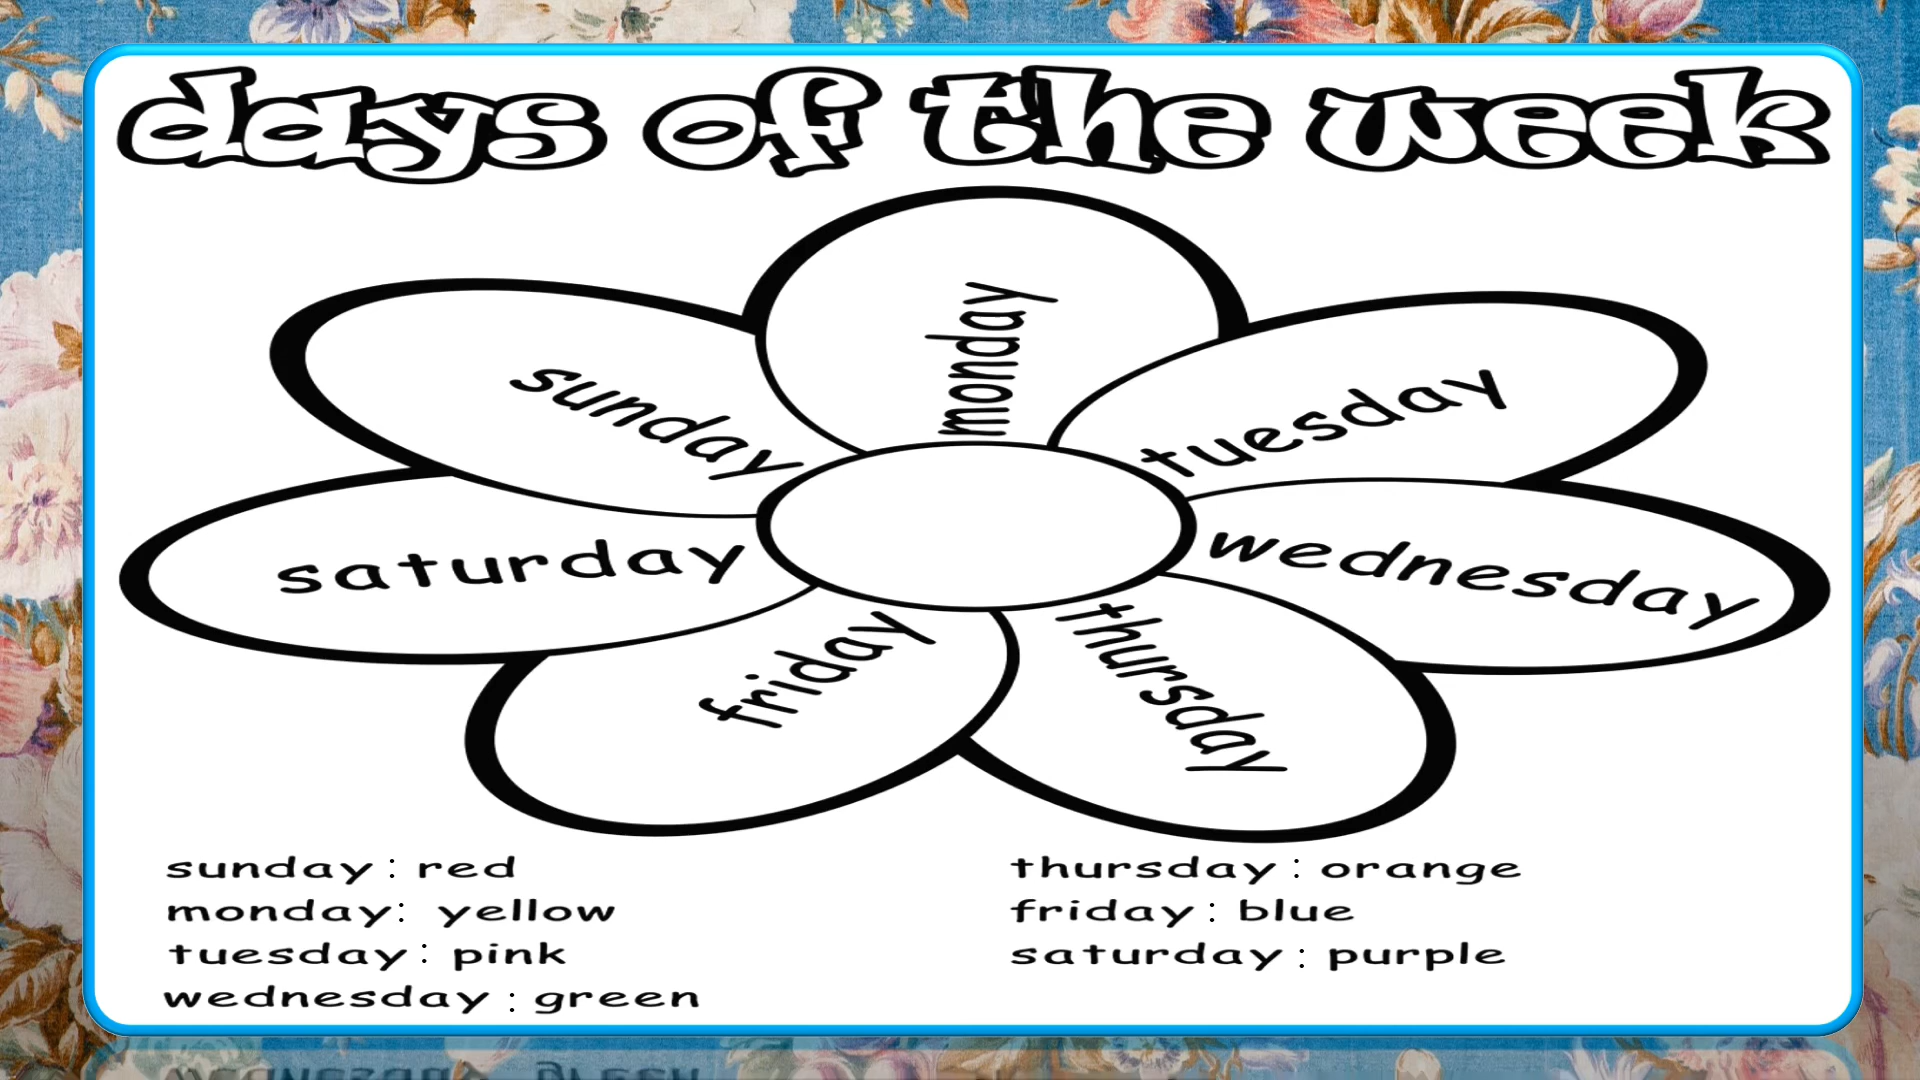 days of the week
monday
sunday
tuesday
saturday
wednesday
friday
thursday
sunday : red
monday: yellow
tuesday : pink
wednesday : green
thursday : orange
friday : blue
saturday : purple